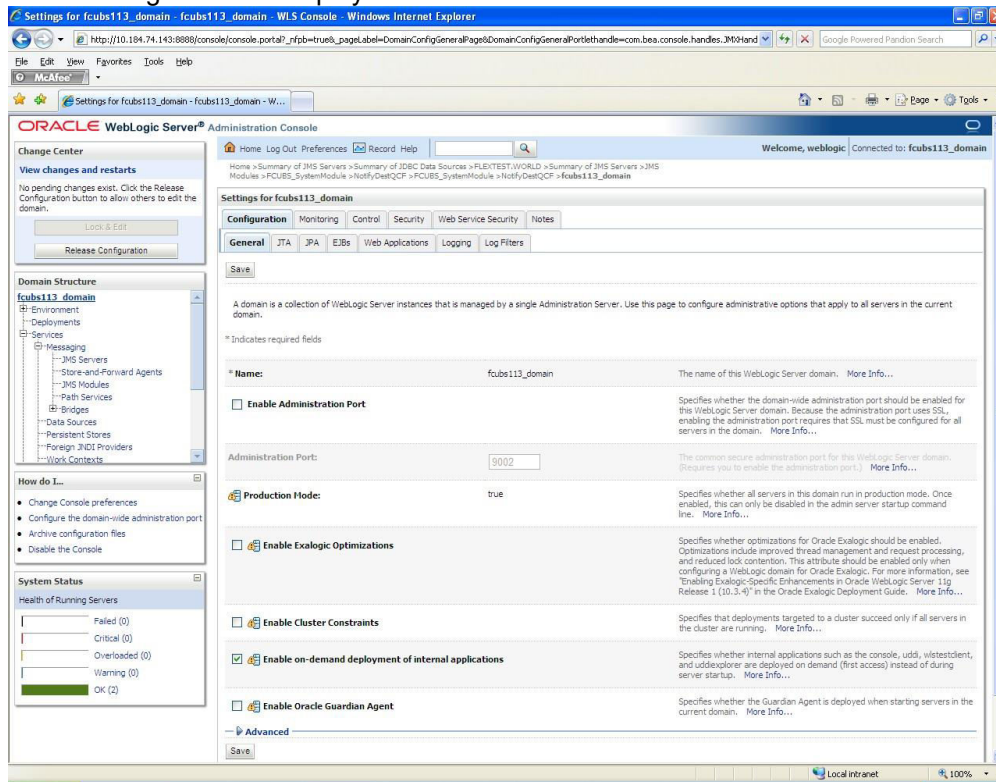 Settings for fcubs113_domain - fcubs113_domain - WLS Console - Windows Internet Explorer
http://10.184.74.143:8888/console/console.portal?_nfpb=true&_pageLabel=DomainConfigGeneralPage&DomainConfigGeneralPortlethandle=com.bea.console.handles.JMXHand
Google Powered Pandion Search
File Edit View Favorites Tools Help
McAfee
Settings for fcubs113_domain - fcubs113_domain - W...
Page Tools
ORACLE WebLogic Server® Administration Console
Change Center
View changes and restarts
No pending changes exist. Click the Release
Configuration button to allow others to edit the
domain.
Lock & Edit
Release Configuration
Domain Structure
fcubs113_domain
Environment
Deployments
Services
Messaging
JMS Servers
Store-and-Forward Agents
JMS Modules
Path Services
Bridges
Data Sources
Persistent Stores
Foreign JNDI Providers
Work Contexts
How do I...
Change Console preferences
Configure the domain-wide administration port
Archive configuration files
Disable the Console
System Status
Health of Running Servers
Failed (0)
Critical (0)
Overloaded (0)
Warning (0)
OK (2)
Home Log Out Preferences Record Help
Welcome, weblogic Connected to: fcubs113_domain
Home >Summary of JMS Servers >Summary of JDBC Data Sources >FLEXTEST.WORLD >Summary of JMS Servers >JMS
Modules >FCUBS_SystemModule >NotifyDestQCF >FCUBS_SystemModule >NotifyDestQCF >fcubs113_domain
Settings for fcubs113_domain
Configuration Monitoring Control Security Web Service Security Notes
General JTA JPA EJBs Web Applications Logging Log Filters
Save
A domain is a collection of WebLogic Server instances that is managed by a single Administration Server. Use this page to configure administrative options that apply to all servers in the current
domain.
* Indicates required fields
* Name: fcubs113_domain The name of this WebLogic Server domain. More Info...
Enable Administration Port
Specifies whether the domain-wide administration port should be enabled for
this WebLogic Server domain. Because the administration port uses SSL,
enabling the administration port requires that SSL must be configured for all
servers in the domain. More Info...
Administration Port: 9002
The common secure administration port for this WebLogic Server domain.
(Requires you to enable the administration port.) More Info...
Production Mode: true
Specifies whether all servers in this domain run in production mode. Once
enabled, this can only be disabled in the admin server startup command
line. More Info...
Enable Exalogic Optimizations
Specifies whether optimizations for Oracle Exalogic should be enabled.
Optimizations include improved thread management and request processing,
and reduced lock contention. This attribute should be enabled only when
configuring a WebLogic domain for Oracle Exalogic. For more information, see
"Enabling Exalogic-Specific Enhancements in Oracle WebLogic Server 11g
Release 1 (10.3.4)" in the Oracle Exalogic Deployment Guide. More Info...
Enable Cluster Constraints
Specifies that deployments targeted to a cluster succeed only if all servers in
the cluster are running. More Info...
Enable on-demand deployment of internal applications
Specifies whether internal applications such as the console, uddi, wlstestclient,
and uddiexplorer are deployed on demand (first access) instead of during
server startup. More Info...
Enable Oracle Guardian Agent
Specifies whether the Guardian Agent is deployed when starting servers in the
current domain. More Info...
Advanced
Save
Local intranet 100%